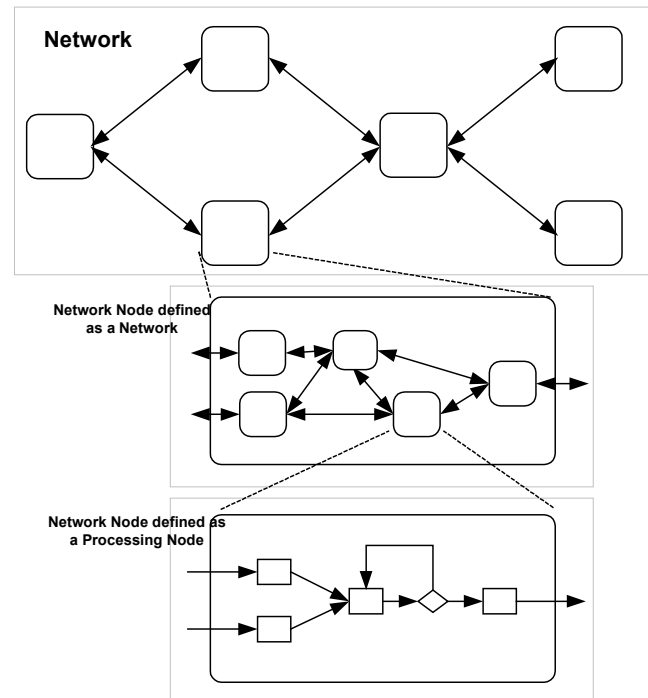 Network
Network Node defined
as a Network
Network Node defined as
a Processing Node